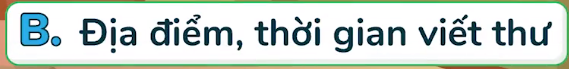 B. Địa điểm, thời gian viết thư